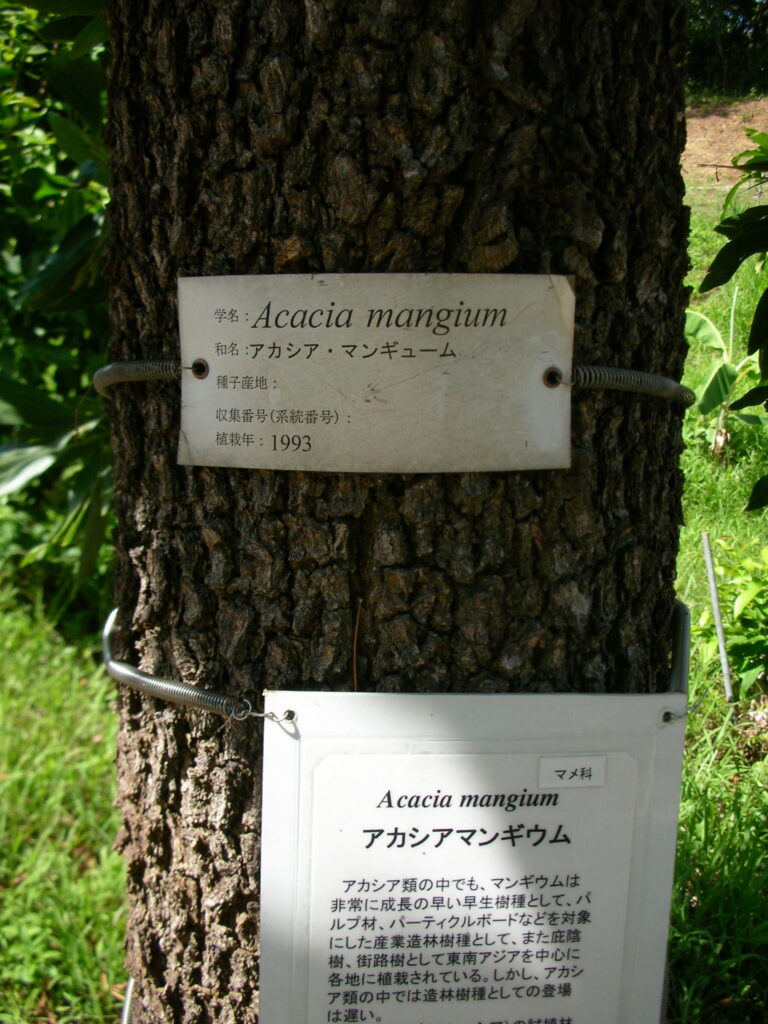 学名：Acacia mangium
和名：アカシア・マンギューム
種子産地：
収集番号（系統番号）：
植栽年：1993
マメ科
Acacia mangium
アカシアマンギウム
アカシア類の中でも、マンギウムは
非常に成長の早い早生樹種として、パ
ルプ材、パーティクルボードなどを対象
にした産業造林樹種として、また庇陰
樹、街路樹として東南アジアを中心に
各地に植栽されている。しかし、アカシ
ア類の中では造林樹種としての登場
は遅い。